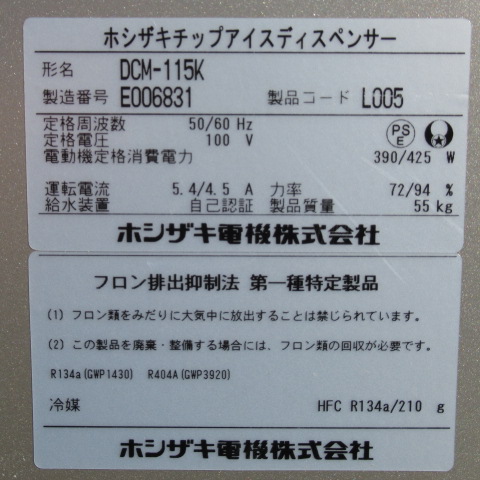 ホシザキチップアイスディスペンサー
形名 DCM-115K
製造番号 E006831 製品コード L005
定格周波数 50/60 Hz
定格電圧 100 V
PS E
電動機定格消費電力 390/425 W
運転電流 5.4/4.5 A 力率 72/94 %
給水装置 自己認証 製品質量 55 kg
ホシザキ電機株式会社
フロン排出抑制法 第一種特定製品
(1) フロン類をみだりに大気中に放出することは禁じられています。
(2) この製品を廃棄・整備する場合には、フロン類の回収が必要です。
R134a(GWP1430) R404A(GWP3920)
冷媒 HFC R134a/210 g
ホシザキ電機株式会社